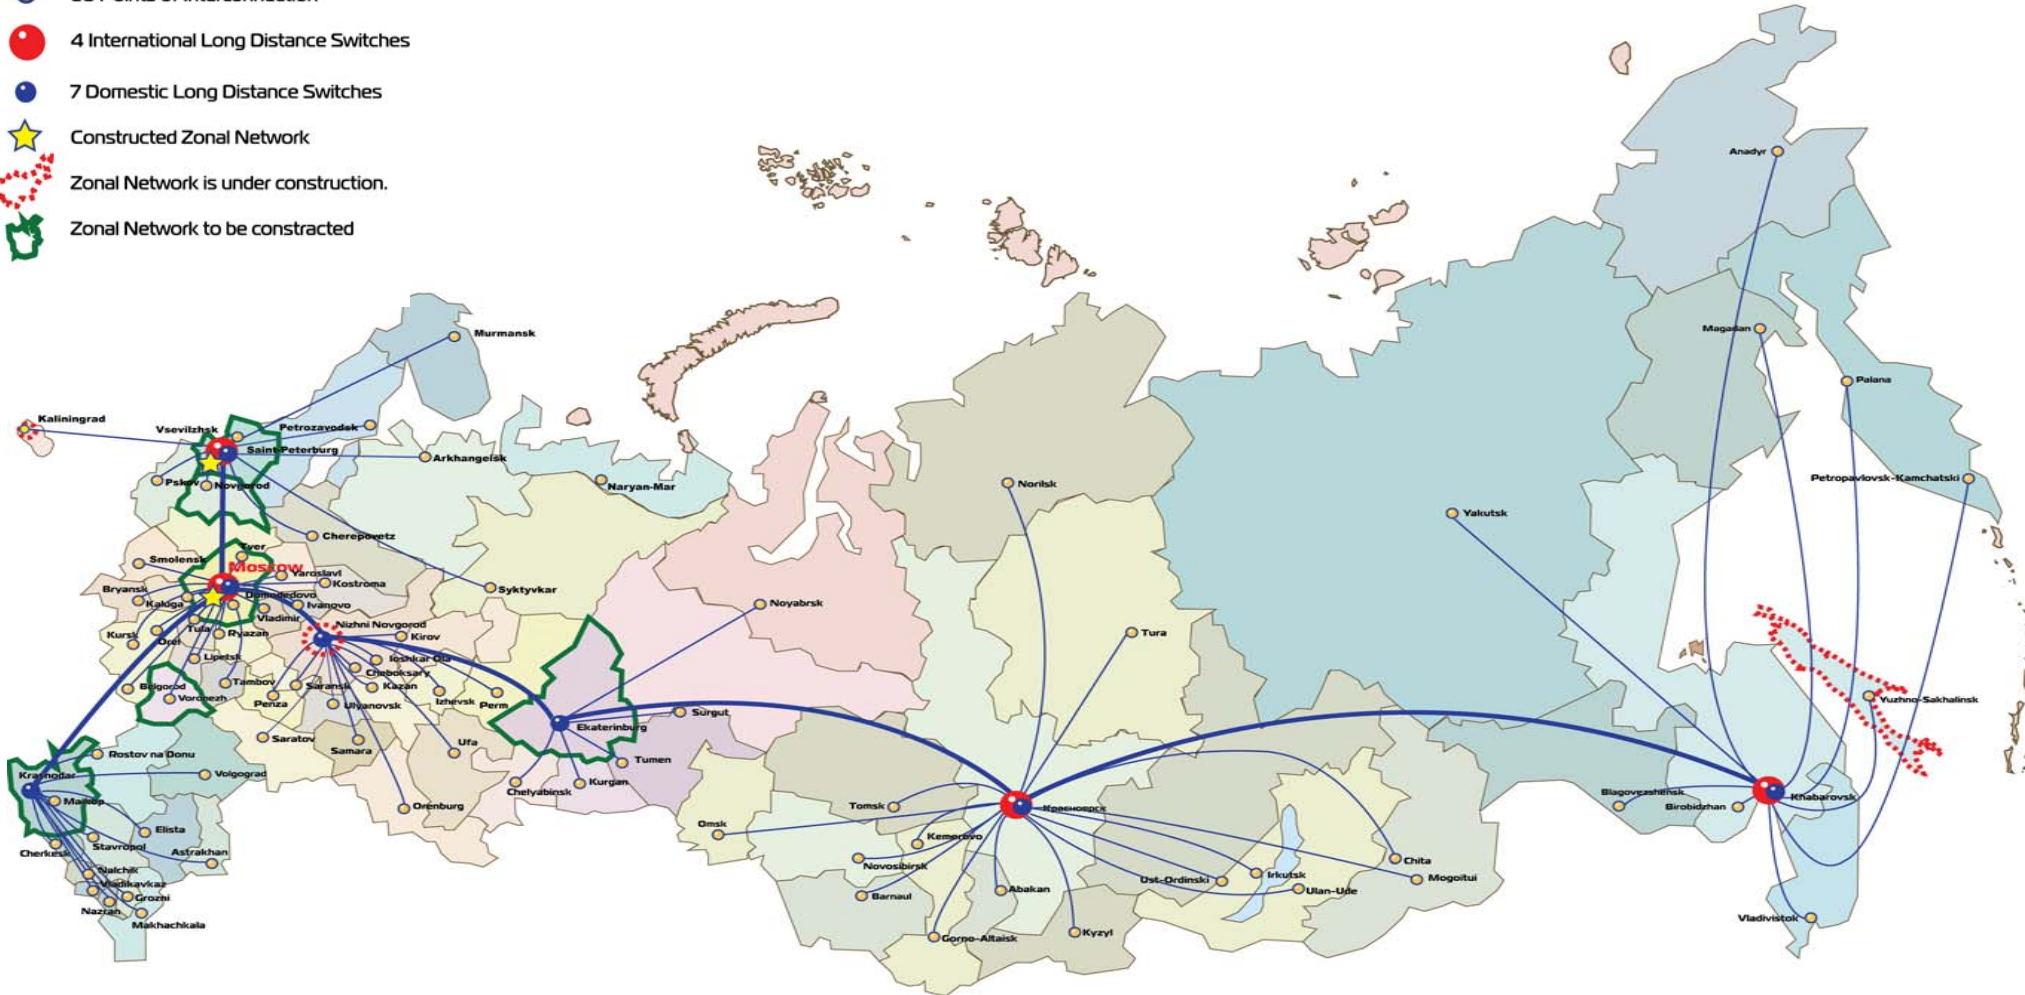 4 International Long Distance Switches
7 Domestic Long Distance Switches
Constructed Zonal Network
Zonal Network is under construction.
Zonal Network to be constracted
Anadyr
Magadan
Murmansk
Palana
Kaliningrad
Vsevilzhsk
Petrozavodsk
Saint-Peterburg
Arkhangelsk
Petropavlovsk-Kamchatski
Pskov
Novgorod
Naryan-Mar
Norilsk
Yakutsk
Cherepovetz
Tver
Smolensk
Moscow
Yaroslavl
Kostroma
Bryansk
Syktyvkar
Domodedovo
Kaluga
Ivanovo
Noyabrsk
Vladimir
Nizhni Novgorod
Kursk
Orel
Tula
Ryazan
Kirov
Tura
Lipetsk
Ioshkar Ola
Cheboksary
Belgorod
Tambov
Saransk
Kazan
Voronezh
Penza
Ulyanovsk
Izhevsk
Perm
Yuzhno-Sakhalinsk
Surgut
Ekaterinburg
Saratov
Samara
Ufa
Rostov na Donu
Tumen
Krasnodar
Volgograd
Kurgan
Chelyabinsk
Blagovezshensk
Khabarovsk
Maikop
Orenburg
Tomsk
Красноярск
Birobidzhan
Omsk
Elista
Kemerovo
Stavropol
Cherkesk
Astrakhan
Chita
Novosibirsk
Nalchik
Irkutsk
Mogoitui
Vladikavkaz
Ust-Ordinski
Abakan
Ulan-Ude
Grozni
Barnaul
Nazran
Vladivistok
Makhachkala
Gorno-Altaisk
Kyzyl